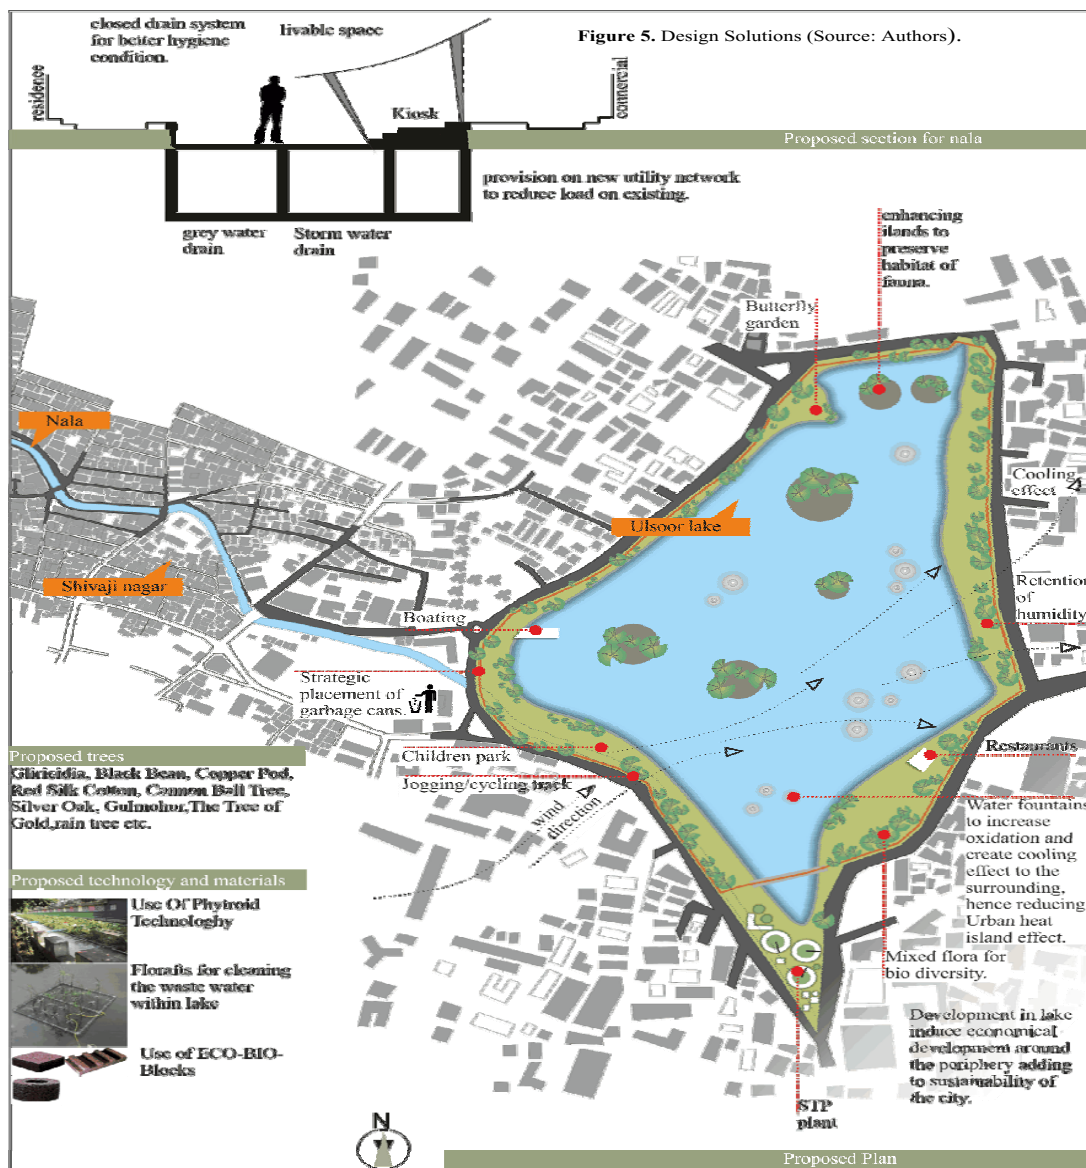 closed drain system
for better hygiene
condition.
livable space
Figure 5. Design Solutions (Source: Authors).
residence
Kiosk
commercial
Proposed section for nala
provision on new utility network
to reduce load on existing.
grey water
drain
Storm water
drain
enhancing
ilands to
preserve
habitat of
fauna.
Butterfly
garden
Nala
Cooling
effect
Ulsoor lake
Shivaji nagar
Retention
of
humidity
Boating
Strategic
placement of
garbage cans.
Children park
Jogging/cycling track
wind
direction
Restaurants
Proposed trees
Gliricidia, Black Bean, Copper Pod,
Red Silk Cotton, Cannon Ball Tree,
Silver Oak, Gulmohur,The Tree of
Gold,rain tree etc.
Water fountains
to increase
oxidation and
create cooling
effect to the
surrounding,
hence reducing
Urban heat
island effect.
Proposed technology and materials
Use Of Phytroid
Technologhy
Florafts for cleaning
the waste water
within lake
Use of ECO-BIO-
Blocks
Mixed flora for
bio diversity.
Development in lake
induce economical
development around
the periphery adding
to sustainability of
the city.
STP
plant
N
Proposed Plan